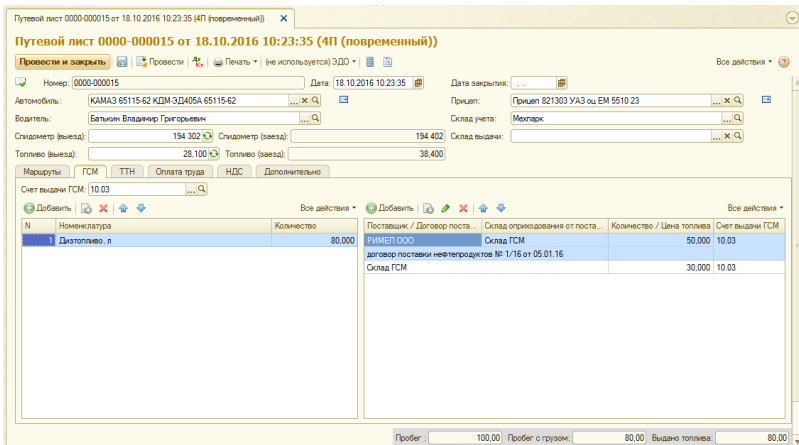 Путевой лист 0000-000015 от 18.10.2016 10:23:35 (4П (повременный)) ×
Путевой лист 0000-000015 от 18.10.2016 10:23:35 (4П (повременный))
Провести и закрыть Провести Дт Кт Печать (не используется) ЭДО Все действия
Номер: 0000-000015 Дата: 18.10.2016 10:23:35 Дата закрытия: . .
Автомобиль: КАМАЗ 65115-62 КДМ-ЭД405А 65115-62 ... × Прицеп: Прицеп 821303 УАЗ оц ЕМ 5510 23 ... ×
Водитель: Батькин Владимир Григорьевич ... Склад учета: Мехпарк ...
Спидометр (выезд): 194 302 Спидометр (заезд): 194 402 Склад выдачи: ... ×
Топливо (выезд): 28,100 Топливо (заезд): 38,400
Маршруты ГСМ ТТН Оплата труда НДС Дополнительно
Счет выдачи ГСМ: 10.03 ...
Добавить Все действия Добавить Все действия
N Номенклатура Количество Поставщик / Договор поста... Склад оприходования от поста... Количество / Цена топлива Счет выдачи ГСМ
1 Дизтопливо, л 80,000 РИМЕЛ ООО Склад ГСМ 50,000 10.03
договор поставки нефтепродуктов № 1/16 от 05.01.16
Склад ГСМ 30,000 10.03
Пробег : 100,00 Пробег с грузом: 80,00 Выдано топлива: 80,00